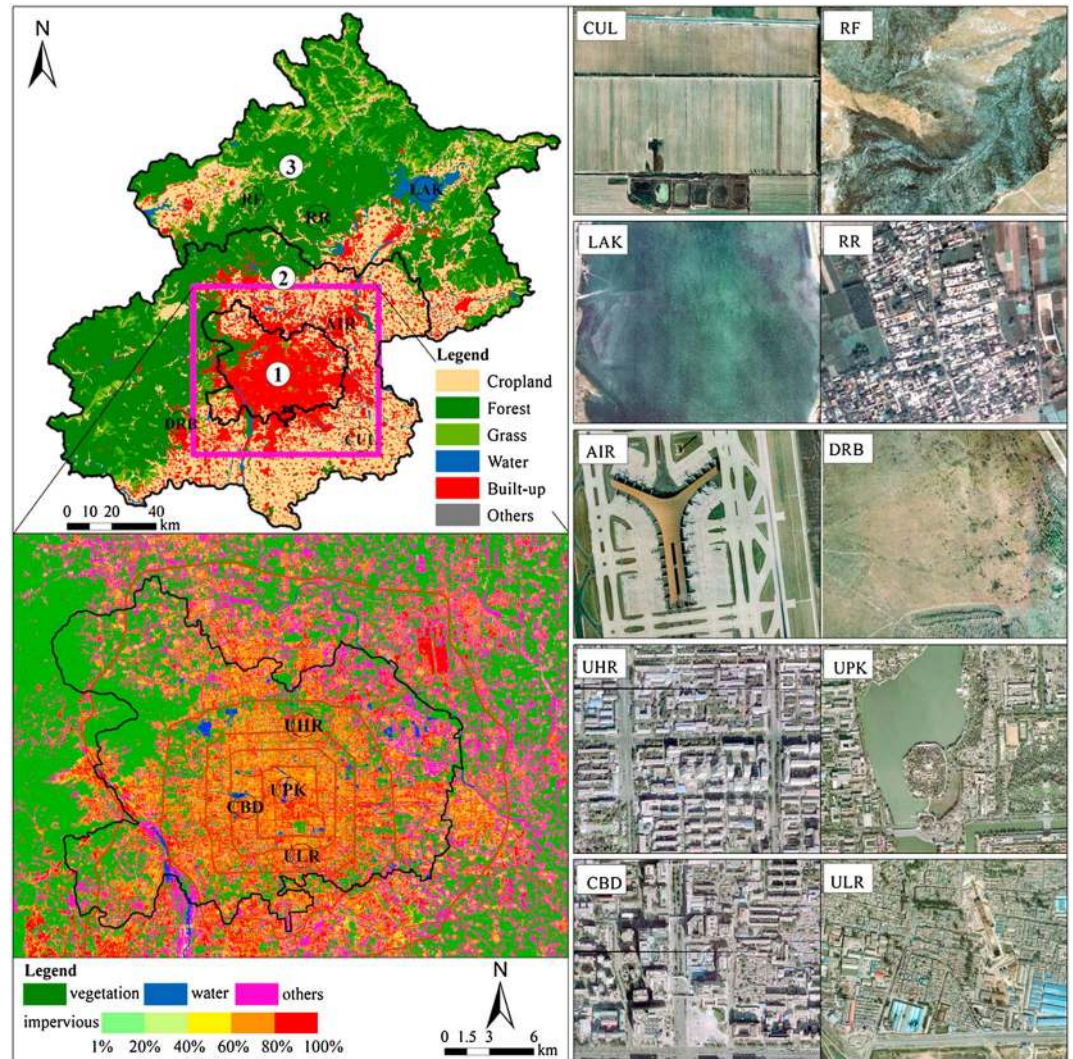 N
3
RF
RR
LAK
2
AIR
1
DRB
CUL
Legend
Cropland
Forest
Grass
Water
Built-up
Others
0 10 20 40
km
UHR
CBD
UPK
ULR
Legend
vegetation water others
impervious
1% 20% 40% 60% 80% 100%
N
0 1.5 3 6
km
CUL RF
LAK RR
AIR DRB
UHR UPK
CBD ULR